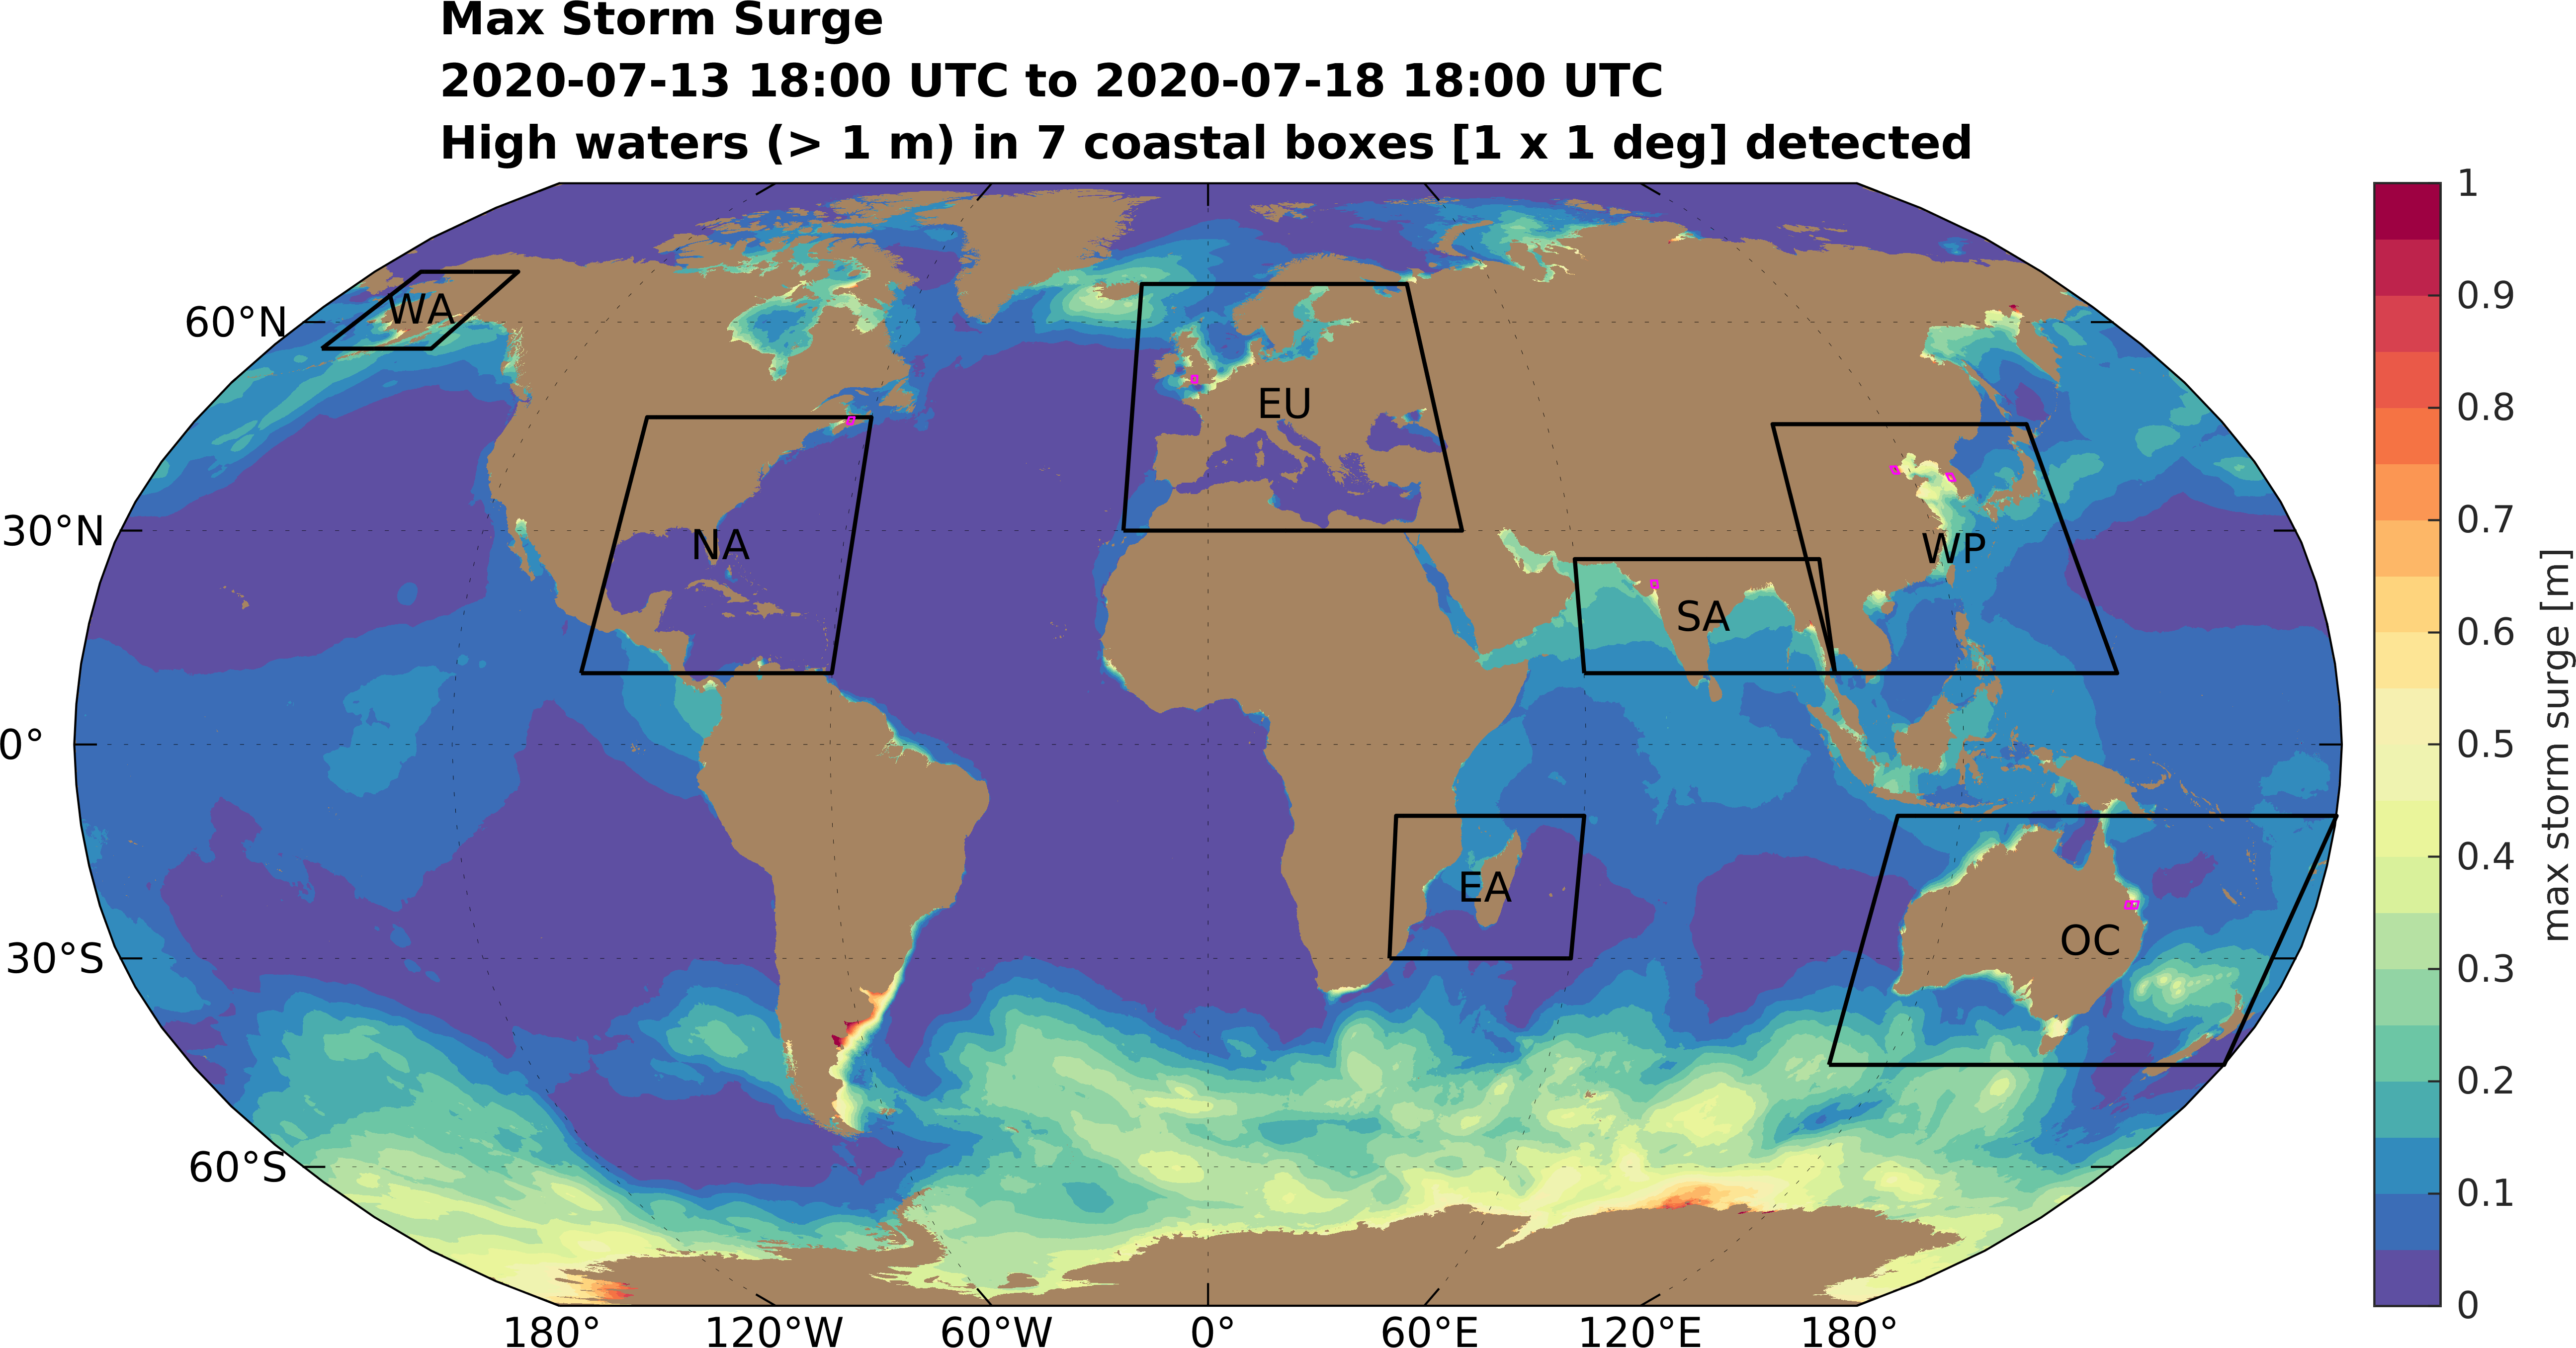 Max Storm Surge
2020-07-13 18:00 UTC to 2020-07-18 18:00 UTC
High waters (> 1 m) in 7 coastal boxes [1 x 1 deg] detected
60°N
30°N
0°
30°S
60°S
WA
NA
EU
SA
WP
EA
OC
180°
120°W
60°W
0°
60°E
120°E
180°
1
0.9
0.8
0.7
0.6
0.5
0.4
0.3
0.2
0.1
0
max storm surge [m]